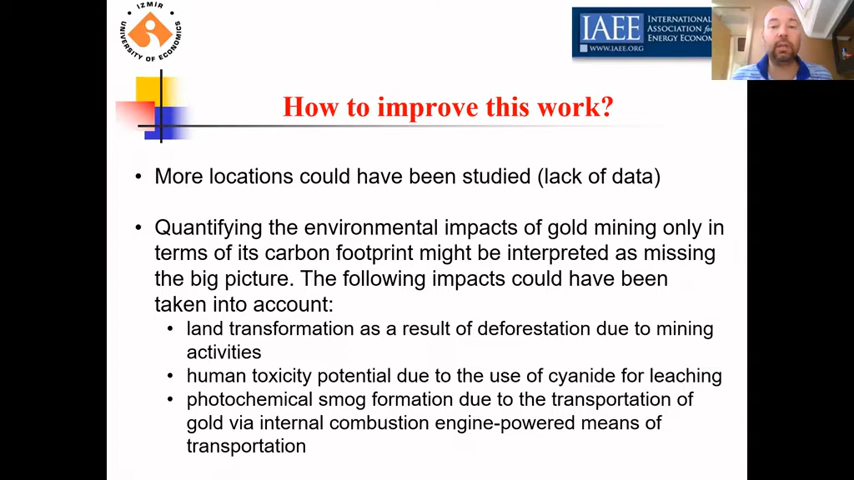 IZMIR
UNIVERSITY OF ECONOMICS
IAEE
INTERNATIONAL
ASSOCIATION for
ENERGY ECONOM
WWW.IAEE.ORG
How to improve this work?
• More locations could have been studied (lack of data)
• Quantifying the environmental impacts of gold mining only in
terms of its carbon footprint might be interpreted as missing
the big picture. The following impacts could have been
taken into account:
• land transformation as a result of deforestation due to mining
activities
• human toxicity potential due to the use of cyanide for leaching
• photochemical smog formation due to the transportation of
gold via internal combustion engine-powered means of
transportation